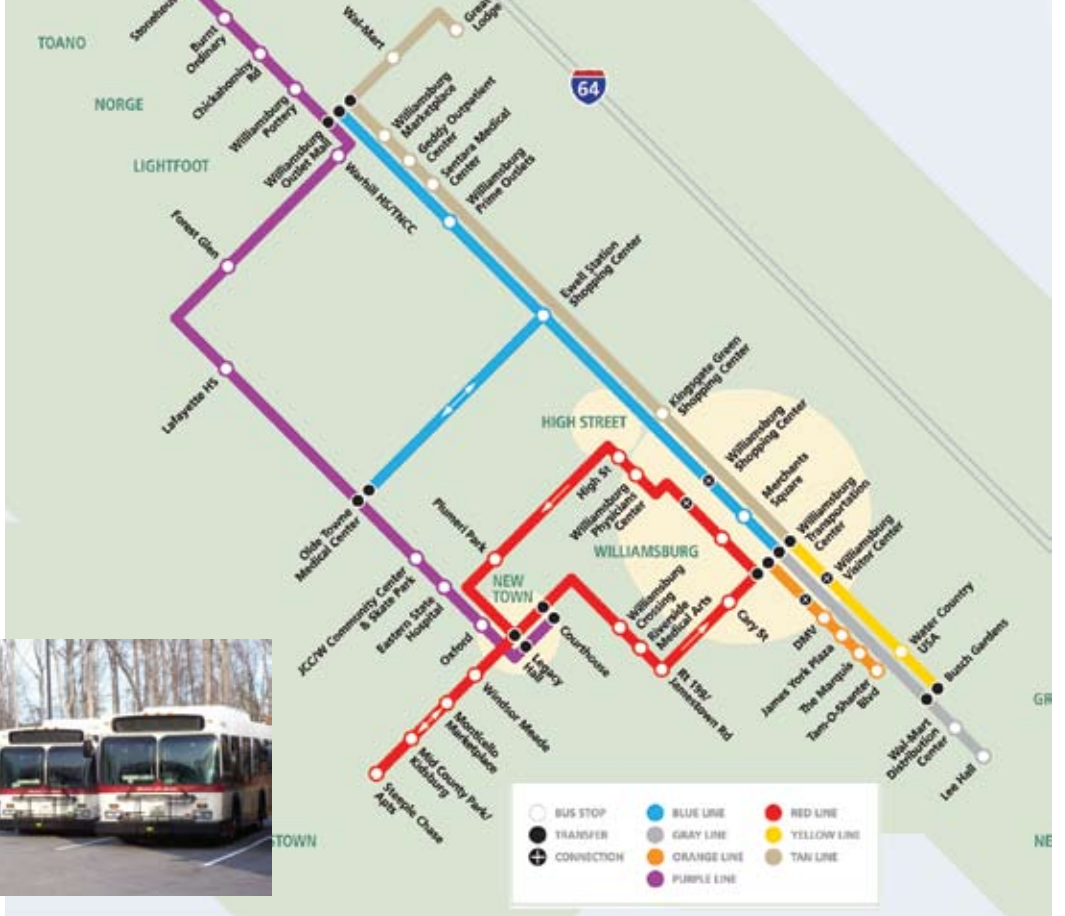 TOANO
Burnt
Ordinary
Chickahominy
Rd
NORGE
Williamsburg
Pottery
LIGHTFOOT
Williamsburg
Outlet Mall
Wal-Mart
Lodge
64
Williamsburg
Marketplace
Geddy Outpatient
Center
Sentara Medical
Center
Williamsburg
Prime Outlets
Warhill HS/TNCC
Forest Glen
Ewell Station
Shopping Center
Lafayette HS
Kingsgate Green
Shopping Center
HIGH STREET
Williamsburg
Shopping Center
High St
Merchants
Square
Williamsburg
Physicians
Center
Williamsburg
Transportation
Center
Plumeri Park
WILLIAMSBURG
Williamsburg
Visitor Center
Olde Towne
Medical Center
NEW
TOWN
JCC/W Community Center
& Skate Park
Eastern State
Hospital
Oxford
Legacy
Hall
Courthouse
Williamsburg
Crossing
Riverside
Medical Arts
Cary St
DMV
James York Plaza
The Marquis
Tam-O-Shanter
Blvd
Water Country
USA
Busch Gardens
Windsor Meade
Monticello
Marketplace
Mid County Park/
Kidsburg
Steeple Chase
Apts
Rt 199/
Jamestown Rd
Wal-Mart
Distribution
Center
Lee Hall
GR
STOWN
NE
BUS STOP
TRANSFER
CONNECTION
BLUE LINE
GRAY LINE
ORANGE LINE
PURPLE LINE
RED LINE
YELLOW LINE
TAN LINE